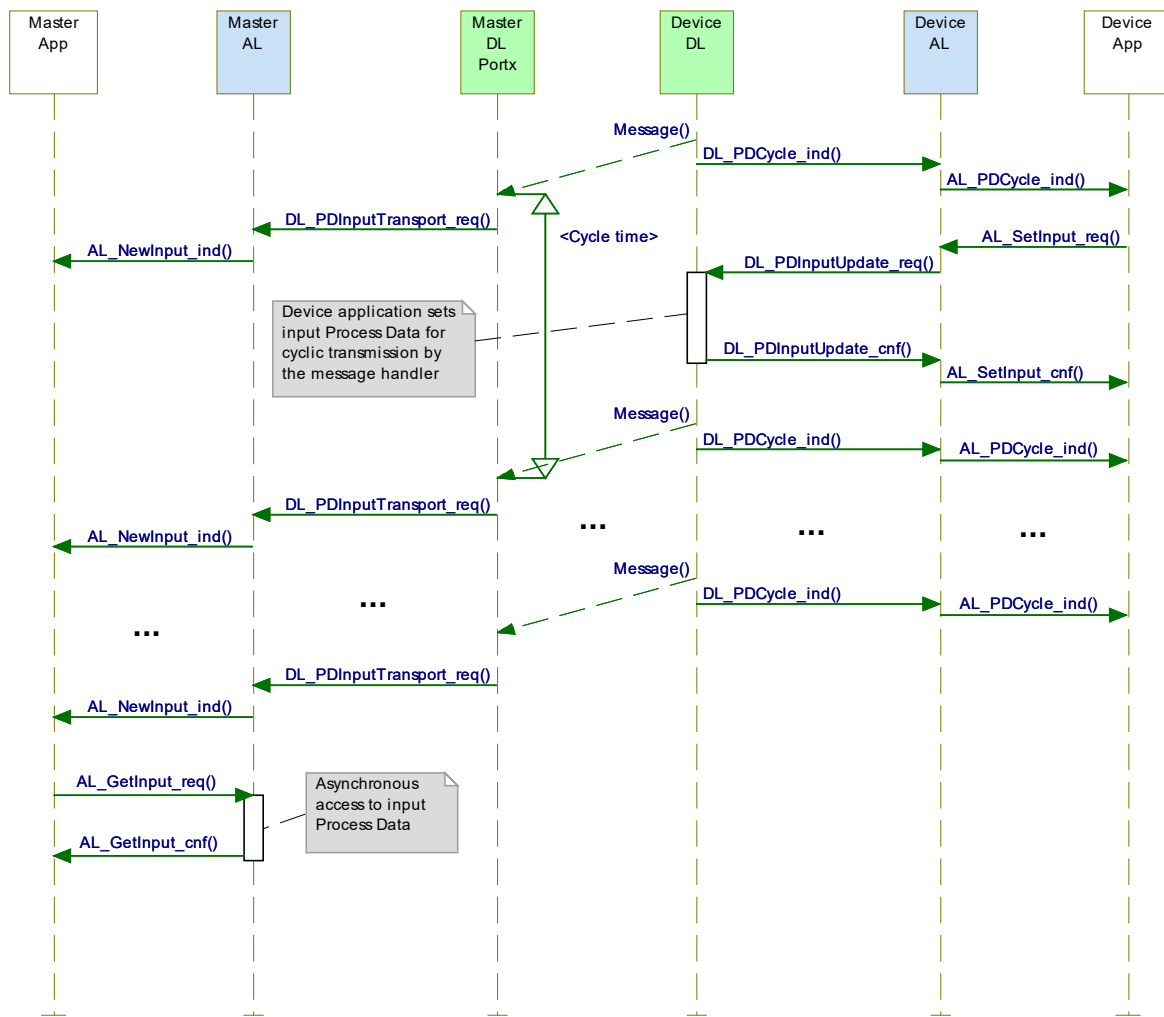 Master
App
Master
AL
Master
DL
Portx
Device
DL
Device
AL
Device
App
Message()
DL_PDCycle_ind()
AL_PDCycle_ind()
DL_PDInputTransport_req()
<Cycle time>
AL_SetInput_req()
AL_NewInput_ind()
DL_PDInputUpdate_req()
Device application sets
input Process Data for
cyclic transmission by
the message handler
DL_PDInputUpdate_cnf()
AL_SetInput_cnf()
Message()
DL_PDCycle_ind()
AL_PDCycle_ind()
DL_PDInputTransport_req()
AL_NewInput_ind()
...
...
...
Message()
DL_PDCycle_ind()
AL_PDCycle_ind()
...
...
DL_PDInputTransport_req()
AL_NewInput_ind()
AL_GetInput_req()
Asynchronous
access to input
Process Data
AL_GetInput_cnf()